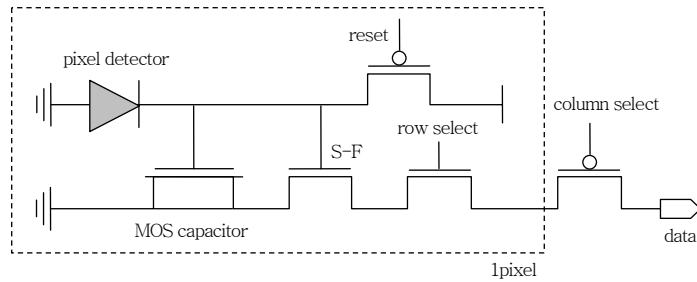 reset
pixel detector
column select
row select
S-F
MOS capacitor
data
1pixel